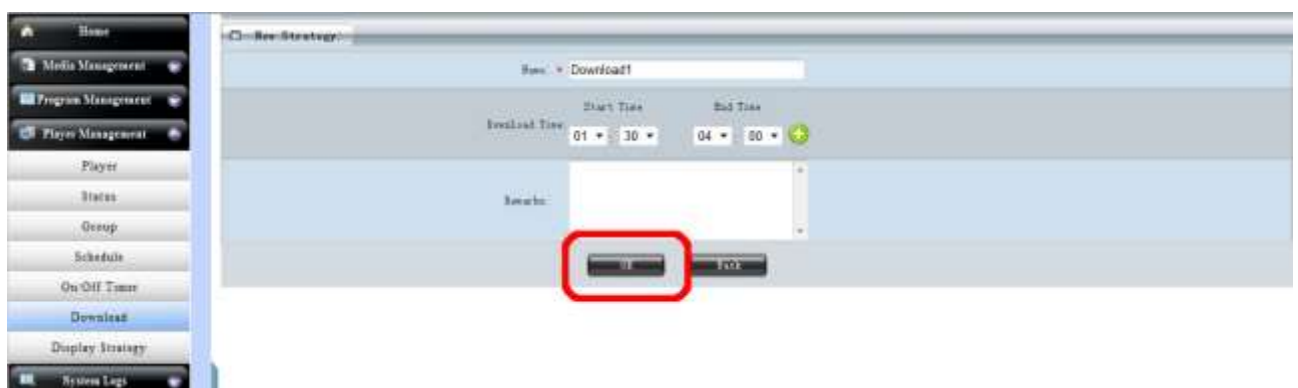 Home
Media Management
Program Management
Player Management
Player
Status
Group
Schedule
On/Off Timer
Download
Display Strategy
System Logs
New Strategy:
Name: * Download1
Start Time End Time
Download Time: 01 30 04 00
Remarks:
OK Back